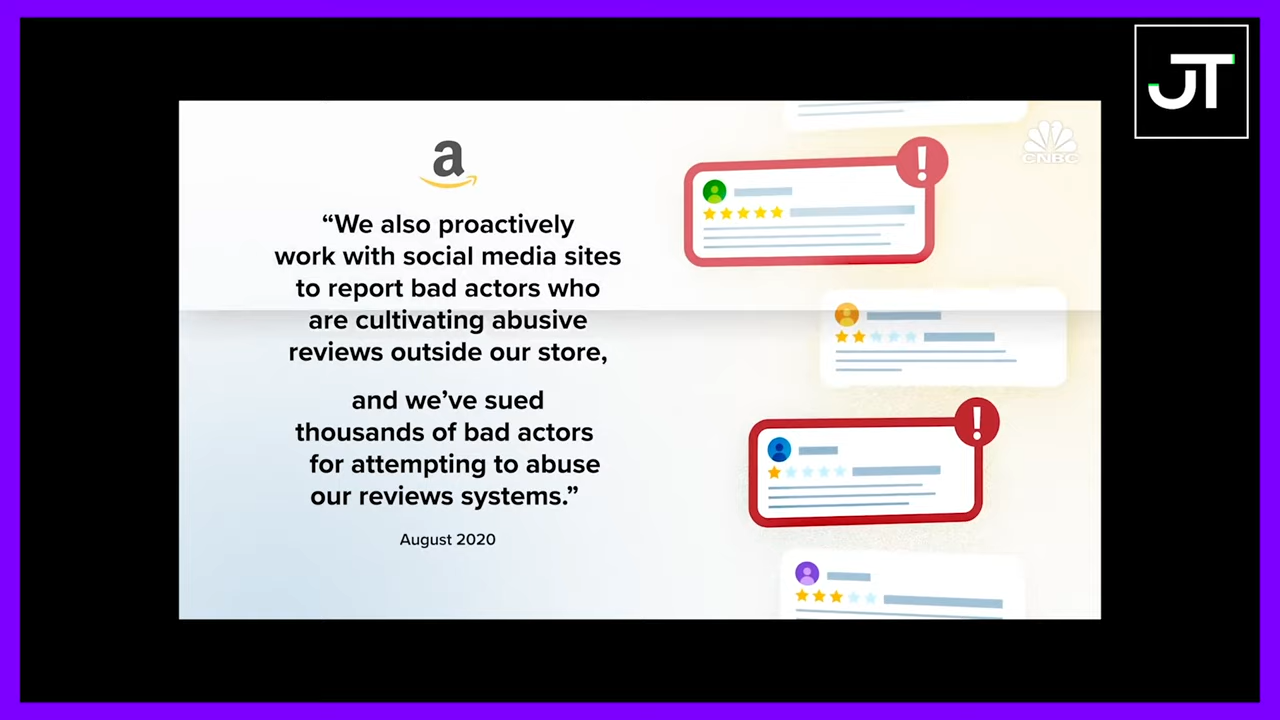 JT
CNBC
a
“We also proactively
work with social media sites
to report bad actors who
are cultivating abusive
reviews outside our store,
and we’ve sued
thousands of bad actors
for attempting to abuse
our reviews systems.”
August 2020
!
!